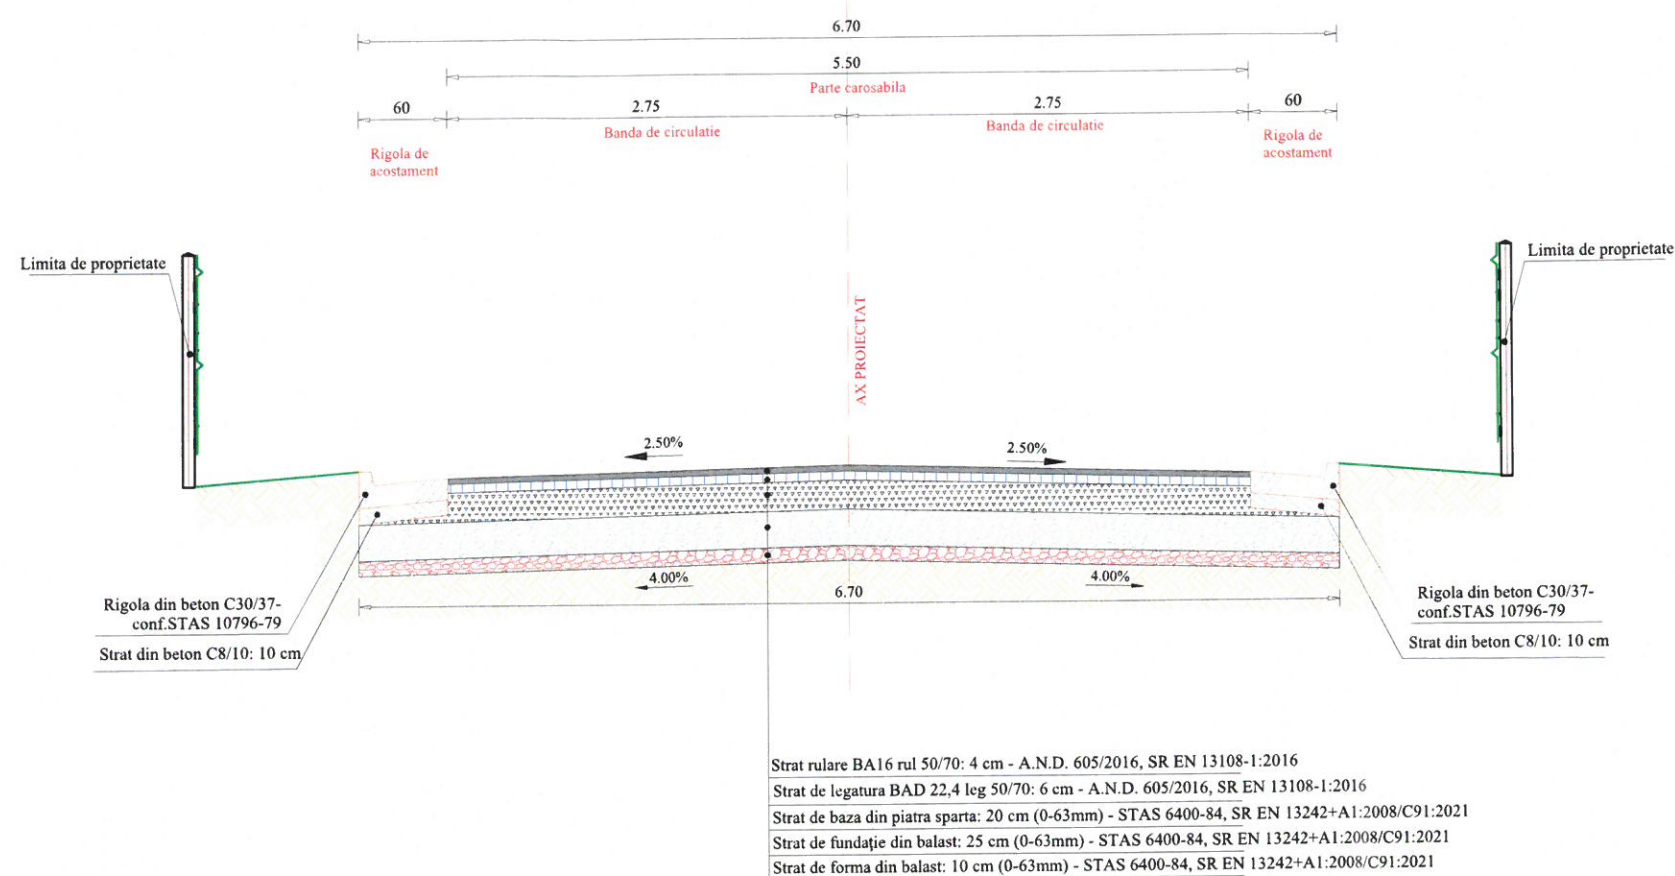 6.70
5.50
Parte carosabila
60
2.75
2.75
60
Banda de circulatie
Banda de circulatie
Rigola de
acostament
Rigola de
acostament
Limita de proprietate
Limita de proprietate
AX PROIECTAT
2.50%
2.50%
4.00%
4.00%
6.70
Rigola din beton C30/37-
conf.STAS 10796-79
Strat din beton C8/10: 10 cm
Rigola din beton C30/37-
conf.STAS 10796-79
Strat din beton C8/10: 10 cm
Strat rulare BA16 rul 50/70: 4 cm - A.N.D. 605/2016, SR EN 13108-1:2016
Strat de legatura BAD 22,4 leg 50/70: 6 cm - A.N.D. 605/2016, SR EN 13108-1:2016
Strat de baza din piatra sparta: 20 cm (0-63mm) - STAS 6400-84, SR EN 13242+A1:2008/C91:2021
Strat de fundaţie din balast: 25 cm (0-63mm) - STAS 6400-84, SR EN 13242+A1:2008/C91:2021
Strat de forma din balast: 10 cm (0-63mm) - STAS 6400-84, SR EN 13242+A1:2008/C91:2021